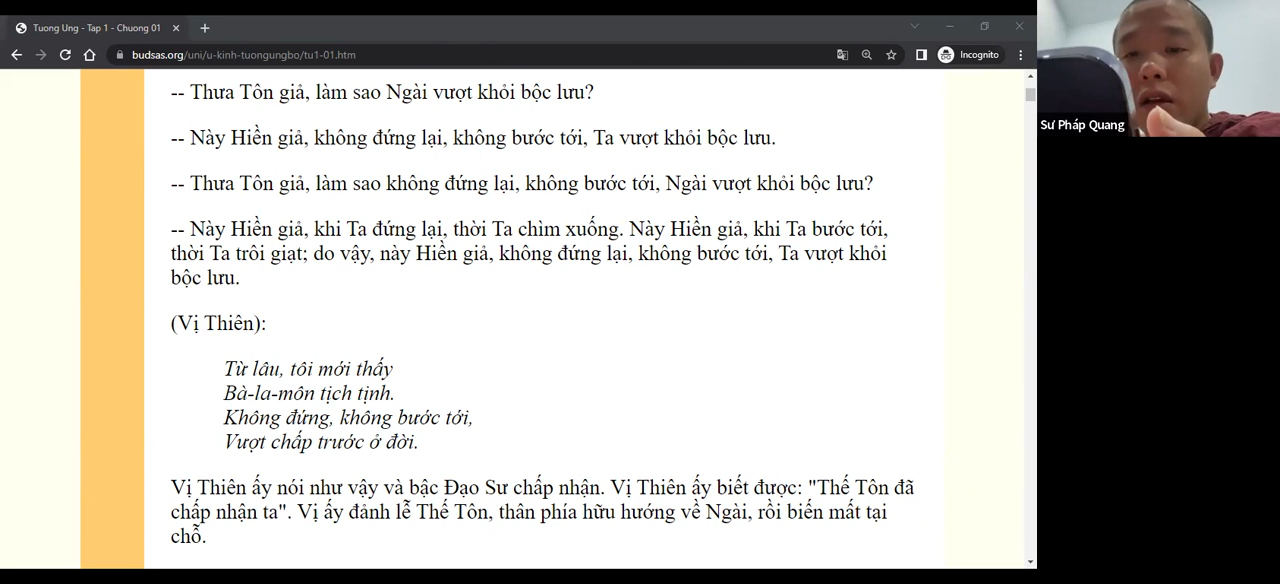 Tuong Ung - Tap 1 - Chuong 01
budsas.org/uni/u-kinh-tuongungbo/tu1-01.htm
Incognito
-- Thưa Tôn giả, làm sao Ngài vượt khỏi bộc lưu?
-- Này Hiền giả, không đứng lại, không bước tới, Ta vượt khỏi bộc lưu.
-- Thưa Tôn giả, làm sao không đứng lại, không bước tới, Ngài vượt khỏi bộc lưu?
-- Này Hiền giả, khi Ta đứng lại, thời Ta chìm xuống. Này Hiền giả, khi Ta bước tới,
thời Ta trôi giạt; do vậy, này Hiền giả, không đứng lại, không bước tới, Ta vượt khỏi
bộc lưu.
(Vị Thiên):
Từ lâu, tôi mới thấy
Bà-la-môn tịch tịnh.
Không đứng, không bước tới,
Vượt chấp trước ở đời.
Vị Thiên ấy nói như vậy và bậc Đạo Sư chấp nhận. Vị Thiên ấy biết được: "Thế Tôn đã
chấp nhận ta". Vị ấy đảnh lễ Thế Tôn, thân phía hữu hướng về Ngài, rồi biến mất tại
chỗ.
Sư Pháp Quang